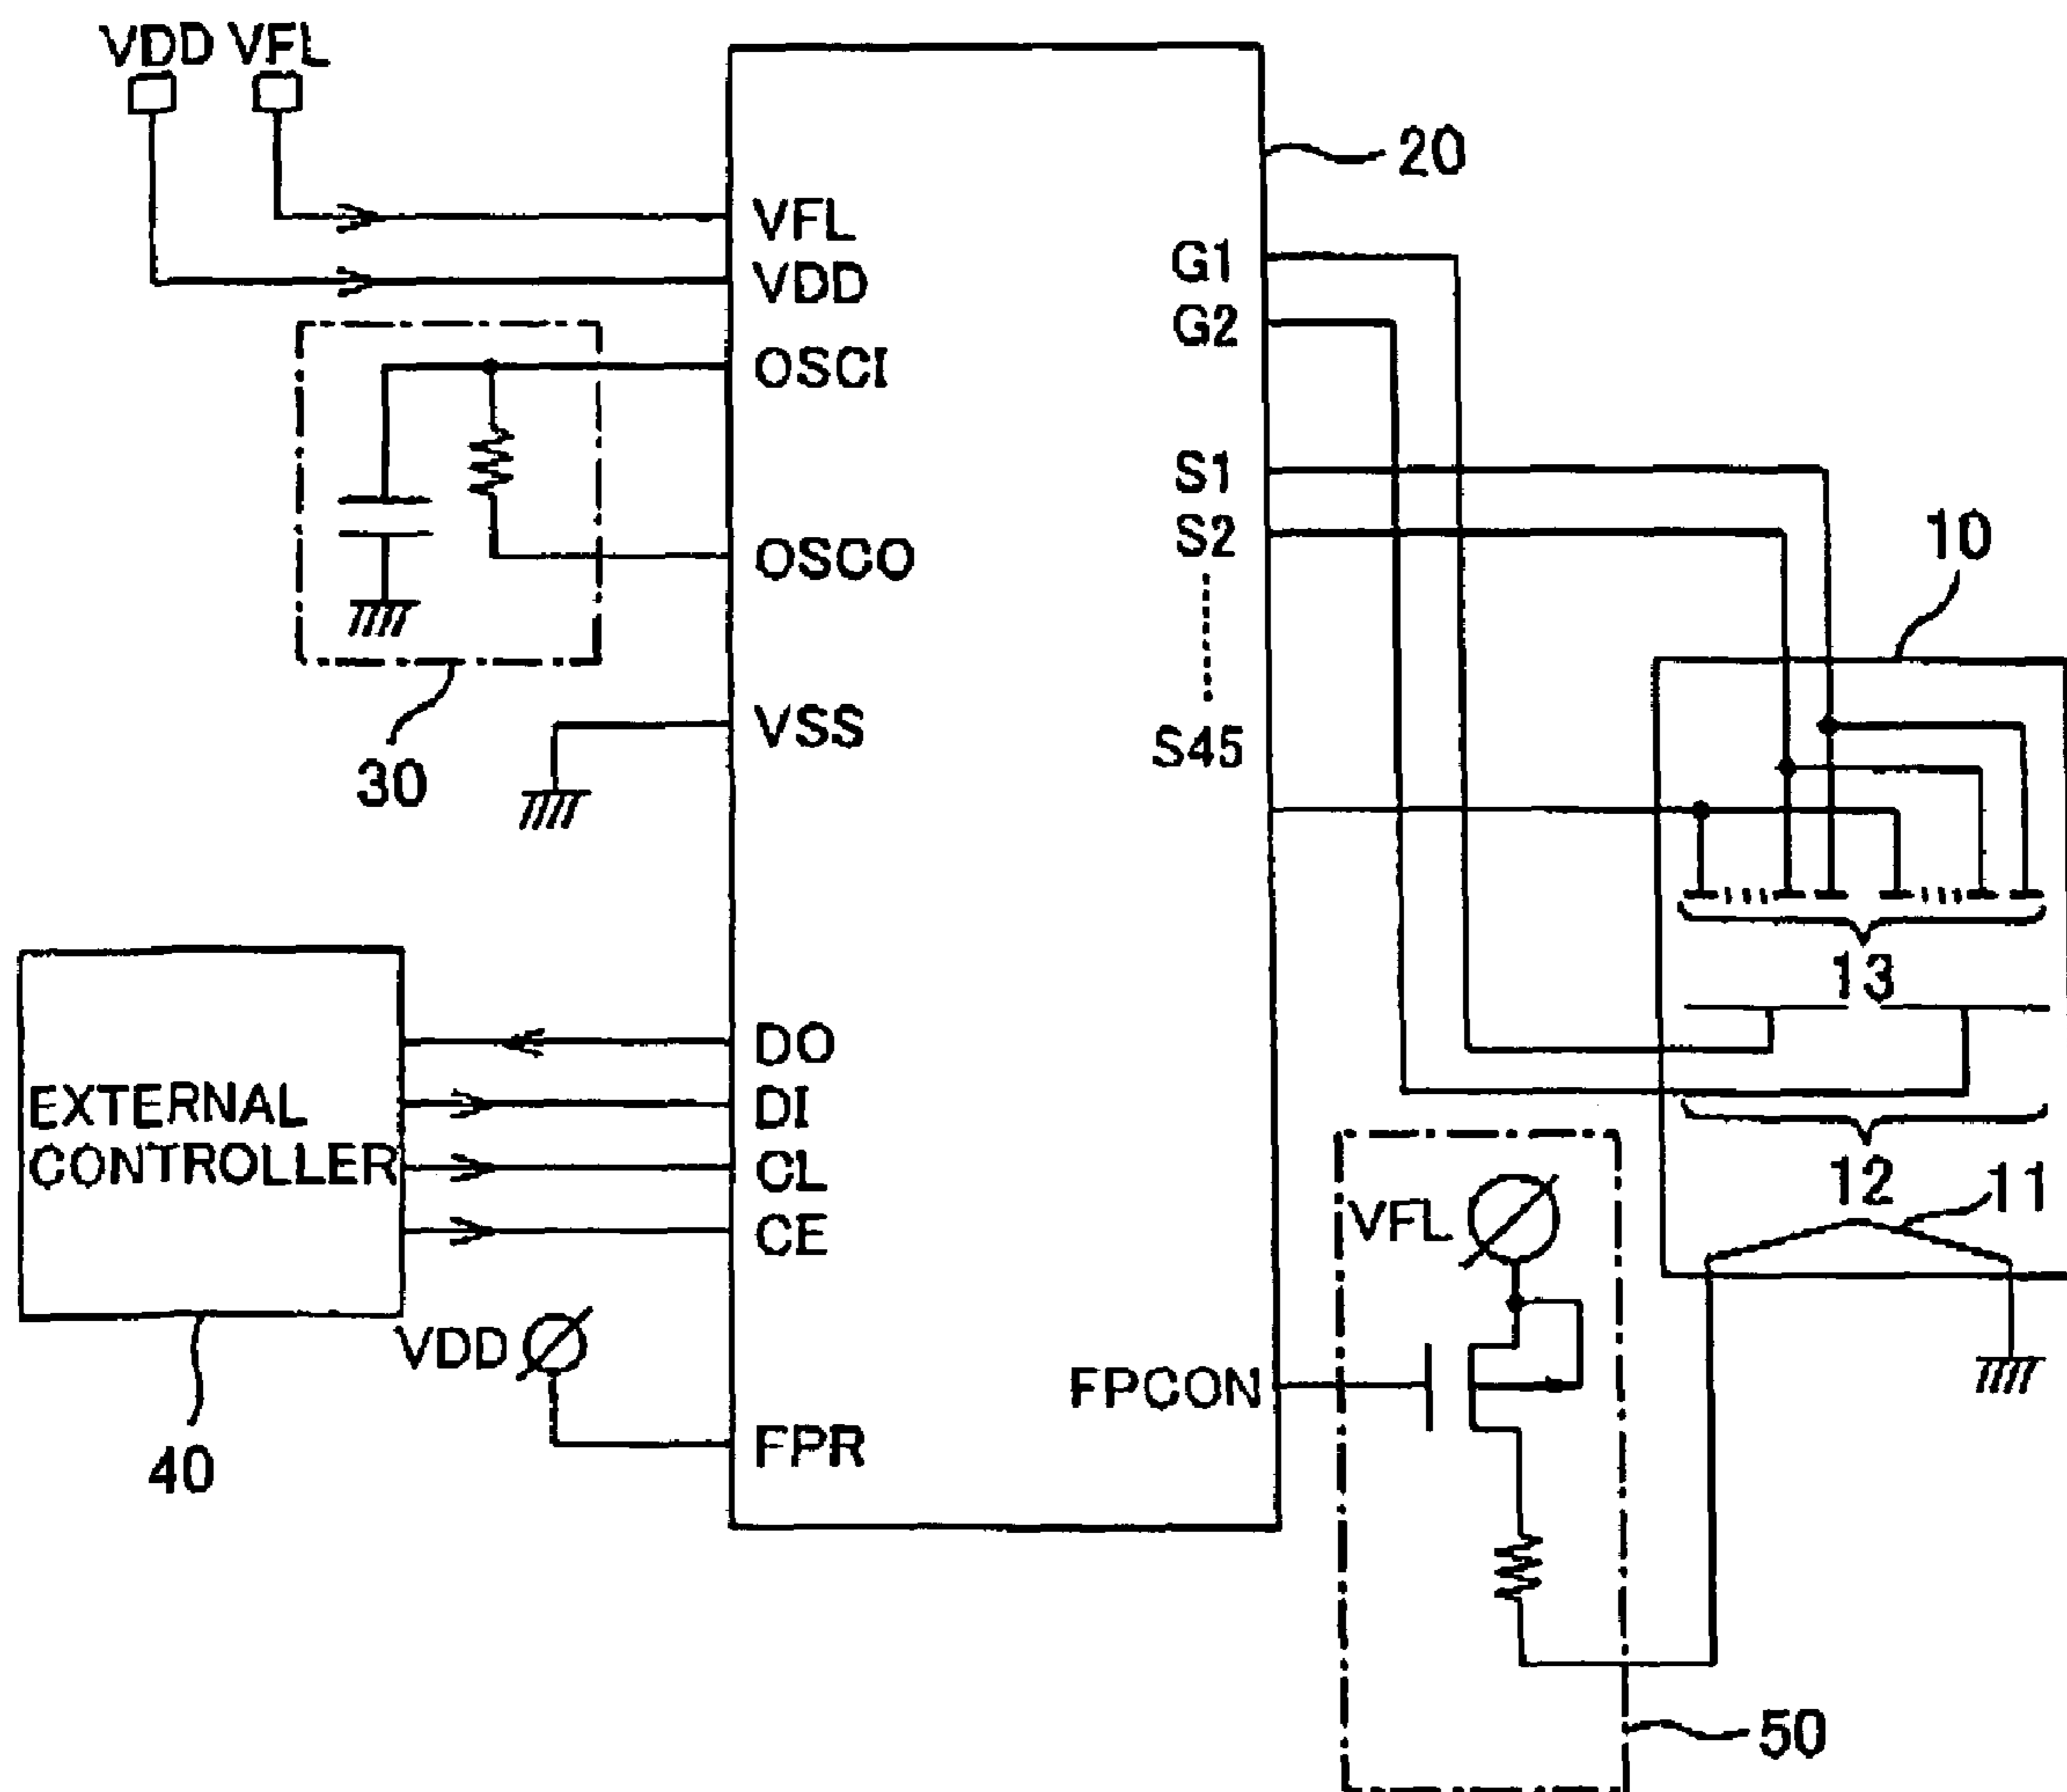 VDD VFL
20
VFL
VDD
OSCI
OSCO
VSS
30
G1
G2
S1
S2
S45
10
13
12
11
EXTERNAL
CONTROLLER
40
DO
DI
CL
CE
VDD
FPR
FPCON
VFL
50